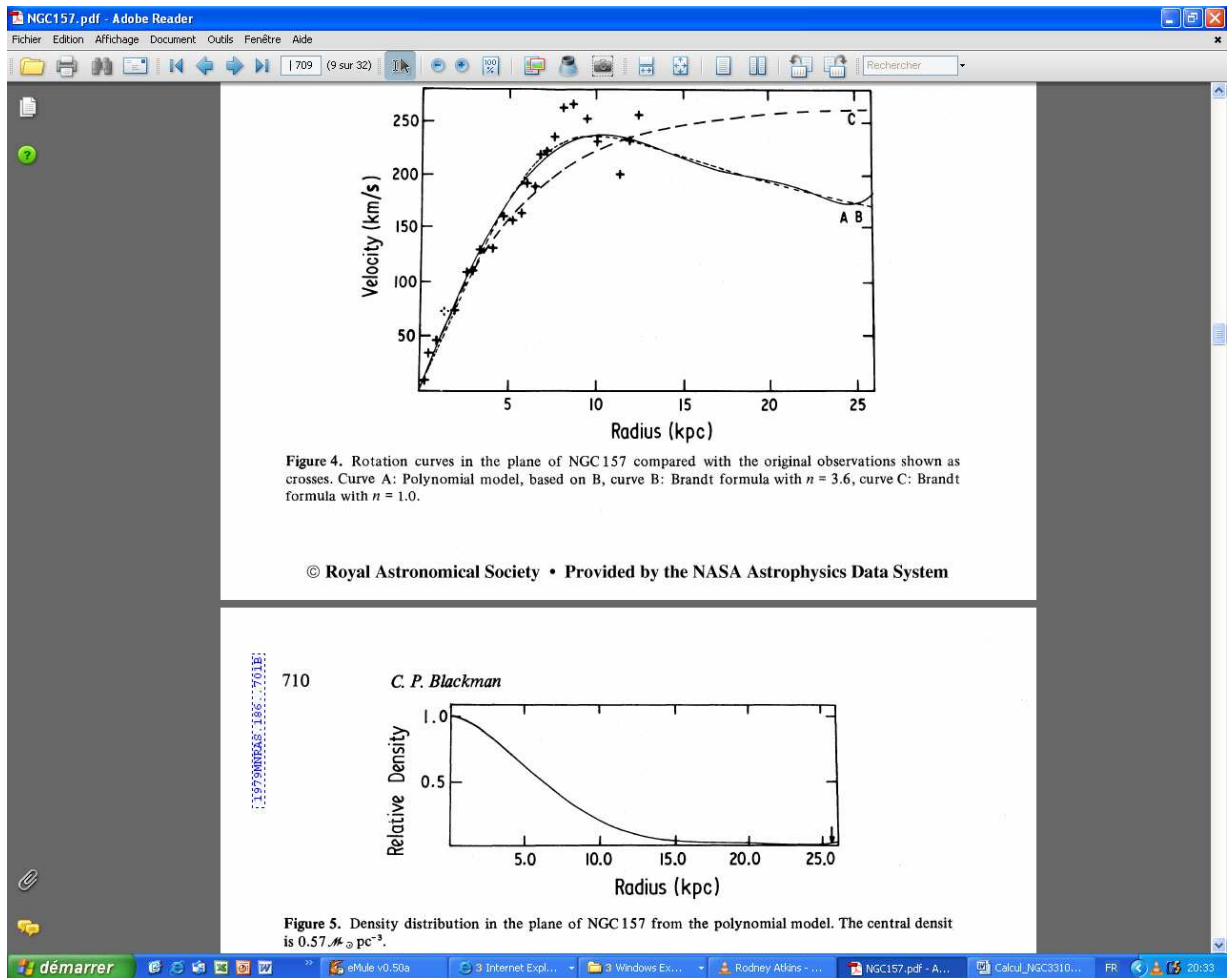 NGC157.pdf - Adobe Reader
Fichier Edition Affichage Document Outils Fenêtre Aide
709 (9 sur 32) 100% Rechercher
250
200
150
100
50
Velocity (km/s)
C
A B
5 10 15 20 25
Radius (kpc)
Figure 4. Rotation curves in the plane of NGC 157 compared with the original observations shown as
crosses. Curve A: Polynomial model, based on B, curve B: Brandt formula with n = 3.6, curve C: Brandt
formula with n = 1.0.
© Royal Astronomical Society • Provided by the NASA Astrophysics Data System
1979MNRAS.186..701B
710 C. P. Blackman
1.0
0.5
Relative Density
5.0 10.0 15.0 20.0 25.0
Radius (kpc)
Figure 5. Density distribution in the plane of NGC 157 from the polynomial model. The central densit
is 0.57 ℳ☉ pc⁻³.
démarrer eMule v0.50a 3 Internet Expl... 3 Windows Ex... Rodney Atkins - ... NGC157.pdf - A... Calcul_NGC3310... FR 20:33